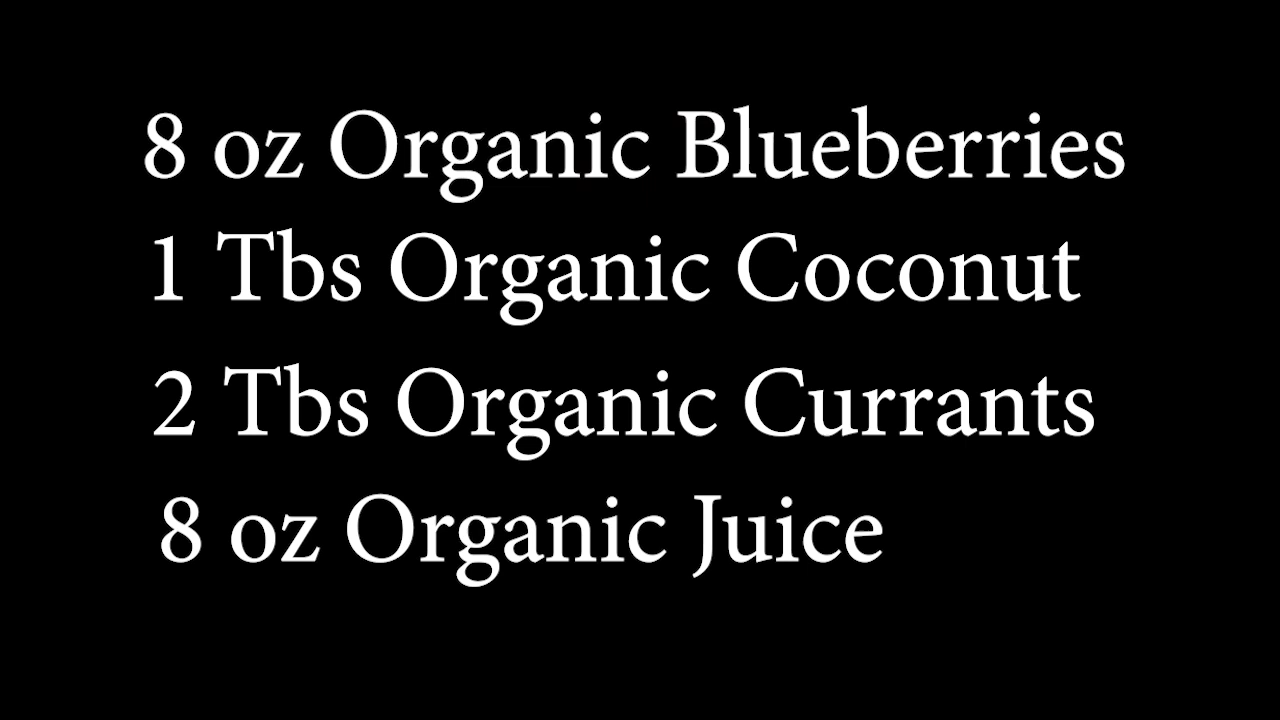 8 oz Organic Blueberries
1 Tbs Organic Coconut
2 Tbs Organic Currants
8 oz Organic Juice